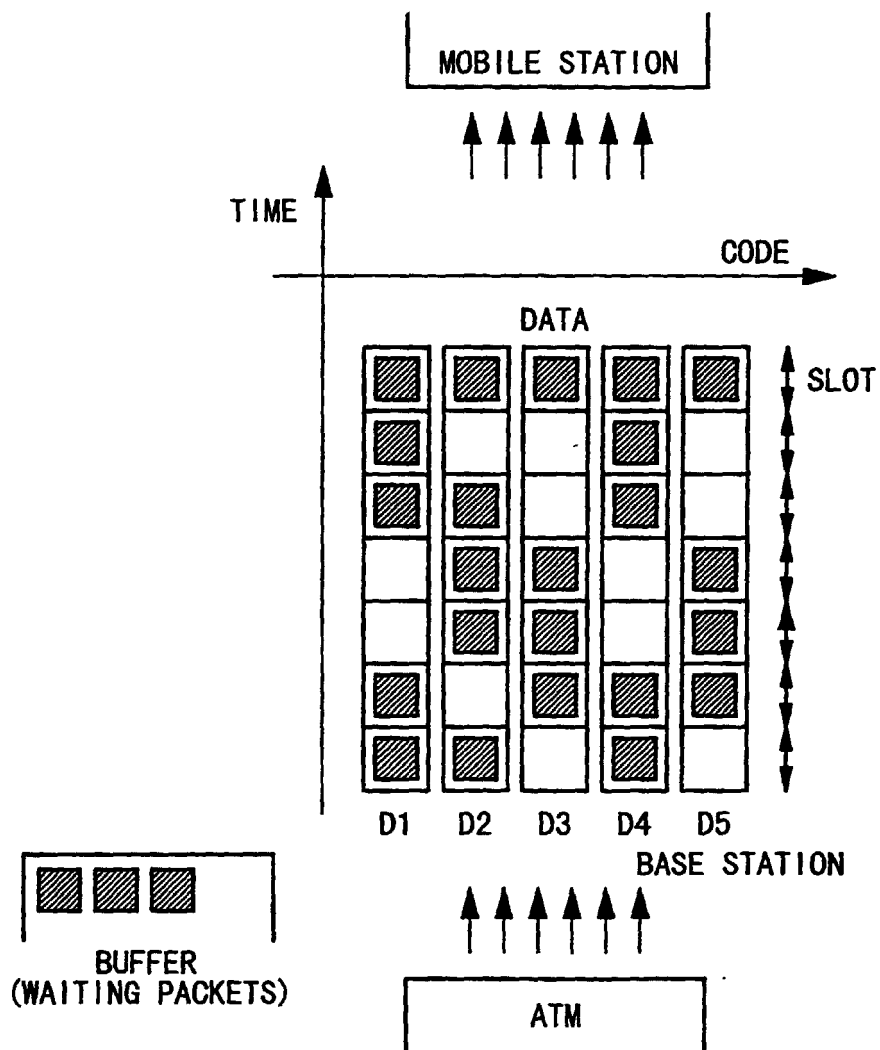 MOBILE STATION
TIME
CODE
DATA
SLOT
D1 D2 D3 D4 D5
BASE STATION
BUFFER
(WAITING PACKETS)
ATM